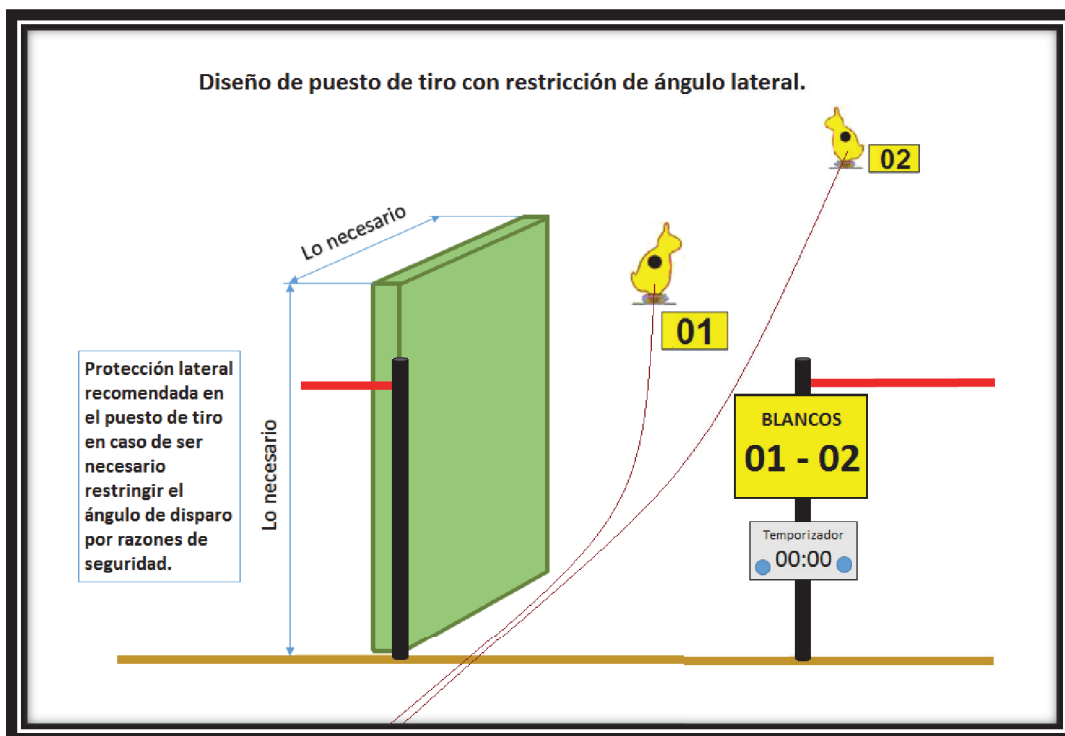 Diseño de puesto de tiro con restricción de ángulo lateral.
02
Lo necesario
01
Protección lateral
recomendada en
el puesto de tiro
en caso de ser
necesario
restringir el
ángulo de disparo
por razones de
seguridad.
Lo necesario
BLANCOS
01 - 02
Temporizador
00:00